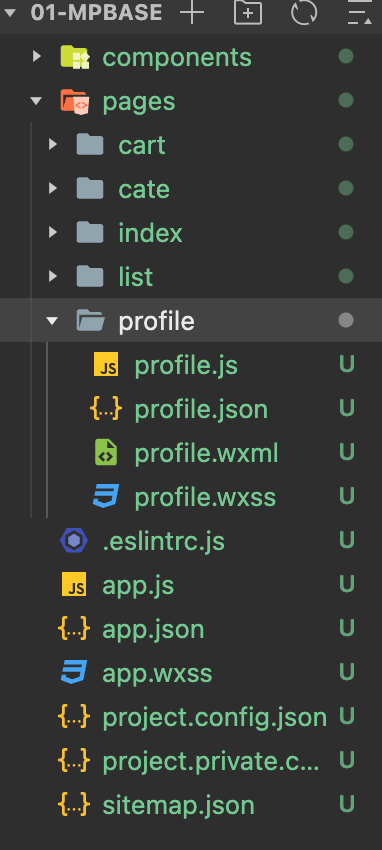 01-MPBASE
components
pages
cart
cate
index
list
profile
JS profile.js U
{...} profile.json U
profile.wxml U
profile.wxss U
.eslintrc.js U
JS app.js U
{...} app.json U
app.wxss U
{...} project.config.json U
{...} project.private.c... U
{...} sitemap.json U